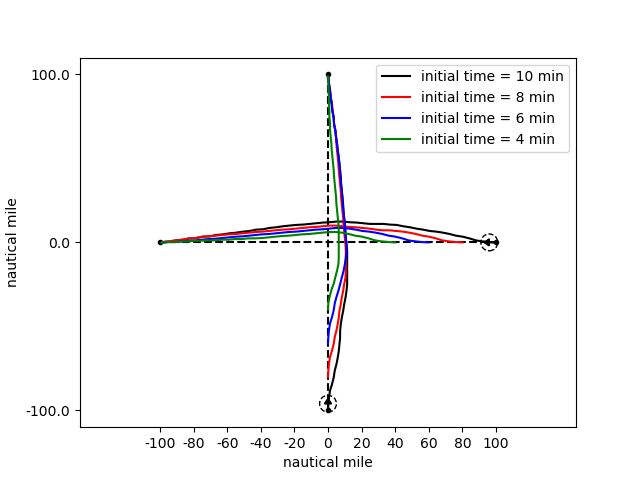 initial time = 10 min
initial time = 8 min
initial time = 6 min
initial time = 4 min
100.0
0.0
-100.0
nautical mile
-100 -80 -60 -40 -20 0 20 40 60 80 100
nautical mile